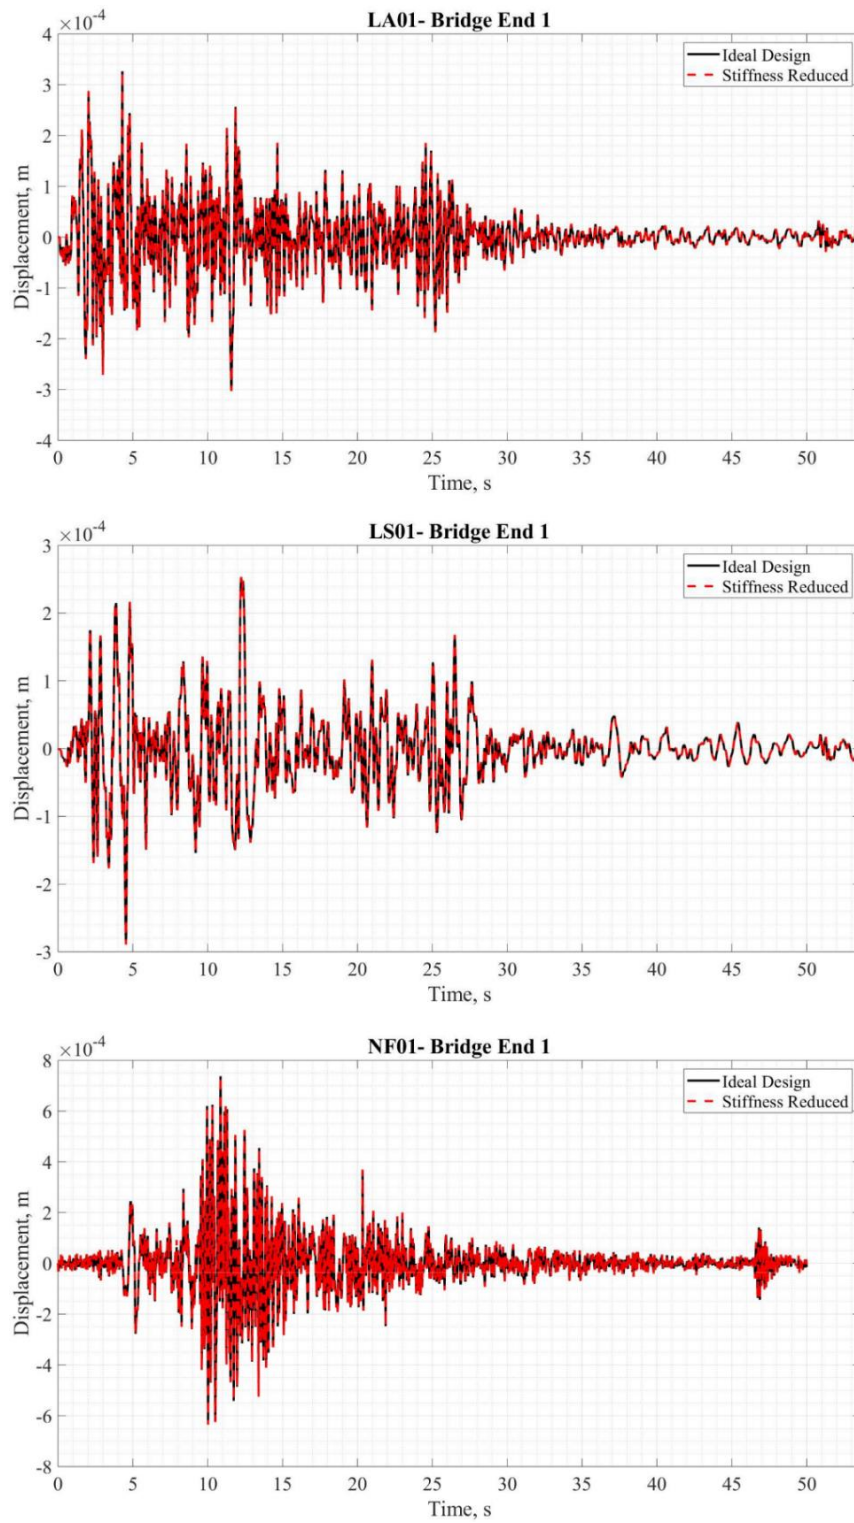 LA01- Bridge End 1
×10-4
4
3
2
1
0
-1
-2
-3
-4
Displacement, m
Ideal Design
Stiffness Reduced
0 5 10 15 20 25 30 35 40 45 50
Time, s
LS01- Bridge End 1
×10-4
3
2
1
0
-1
-2
-3
Displacement, m
Ideal Design
Stiffness Reduced
0 5 10 15 20 25 30 35 40 45 50
Time, s
NF01- Bridge End 1
×10-4
8
6
4
2
0
-2
-4
-6
-8
Displacement, m
Ideal Design
Stiffness Reduced
0 5 10 15 20 25 30 35 40 45 50
Time, s